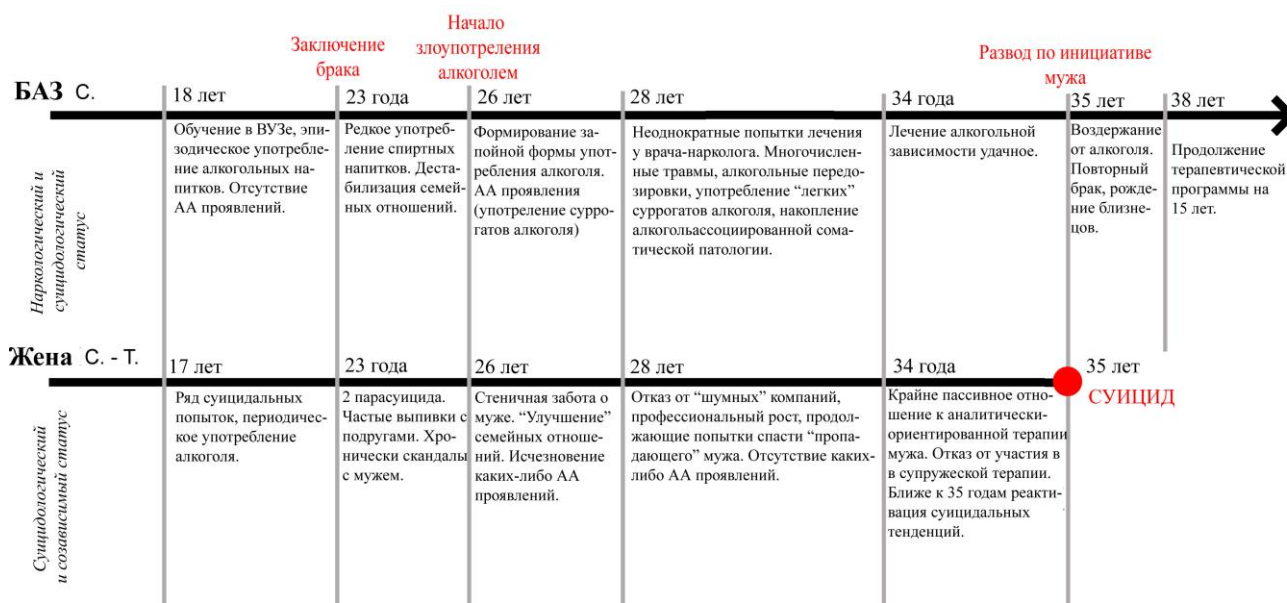 Заключение
брака
Начало
злоупотреления
алкоголем
Развод по инициативе
мужа
БАЗ С.
18 лет
23 года
26 лет
28 лет
34 года
35 лет
38 лет
Наркологический и
суицидологический
статус
Обучение в ВУЗе, эпи-
зодическое употребле-
ние алкогольных на-
питков. Отсутствие
АА проявлений.
Редкое употреб-
ление спиртных
напитков. Дест-
абилизация семей-
ных отношений.
Формирование за-
пойной формы упот-
ребления алкоголя.
АА проявления
(употреление сурро-
гатов алкоголя)
Неоднократные попытки лечения
у врача-нарколога. Многочислен-
ные травмы, алкогольные передо-
зировки, употребление “легких”
суррогатов алкоголя, накопление
алкогольассоциированной сома-
тической патологии.
Лечение алкогольной
зависимости удачное.
Воздержание
от алкоголя.
Повторный
брак, рожде-
ние близне-
цов.
Продолжение
терапевтической
программы на
15 лет.
Жена С. - Т.
17 лет
23 года
26 лет
28 лет
34 года
35 лет
СУИЦИД
Суицидологический
и созависимый статус
Ряд суицидальных
попыток, периодичес-
кое употребление
алкоголя.
2 парасуицида.
Частые выпивки с
подругами. Хро-
нически скандалы
с мужем.
Стеничная забота о
муже. “Улучшение”
семейных отноше-
ний. Исчезновение
каких-либо АА
проявлений.
Отказ от “шумных” компаний,
профессиональный рост, продол-
жающие попытки спасти “пропа-
дающего” мужа. Отсутствие каких-
либо АА проявлений.
Крайне пассивное отно-
шение к аналитически-
ориентированной терапии
мужа. Отказ от участия в
в супружеской терапии.
Ближе к 35 годам реакти-
вация суицидальных
тенденций.